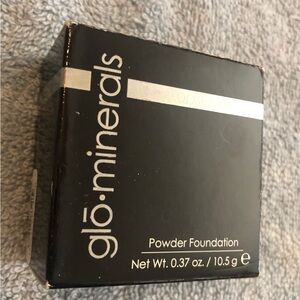 glō·minerals
Powder Foundation
Net Wt. 0.37 oz. / 10.5 g ℮